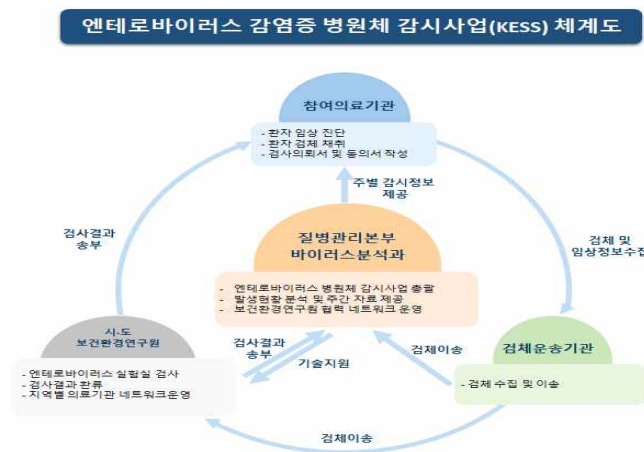 엔테로바이러스 감염증 병원체 감시사업(KESS) 체계도
참여의료기관
- 환자 임상 진단
- 환자 검체 채취
- 검사의뢰서 및 동의서 작성
주별 감시정보
제공
검사결과
송부
검체 및
임상정보수집
질병관리본부
바이러스분석과
- 엔테로바이러스 병원체 감시사업 총괄
- 발생현황 분석 및 주간 자료 제공
- 보건환경연구원 협력 네트워크 운영
시·도
보건환경연구원
- 엔테로바이러스 실험실 검사
- 검사결과 환류
- 지역별 의료기관 네트워크운영
검사결과
송부
기술지원
검체이송
검체운송기관
- 검체 수집 및 이송
검체이송